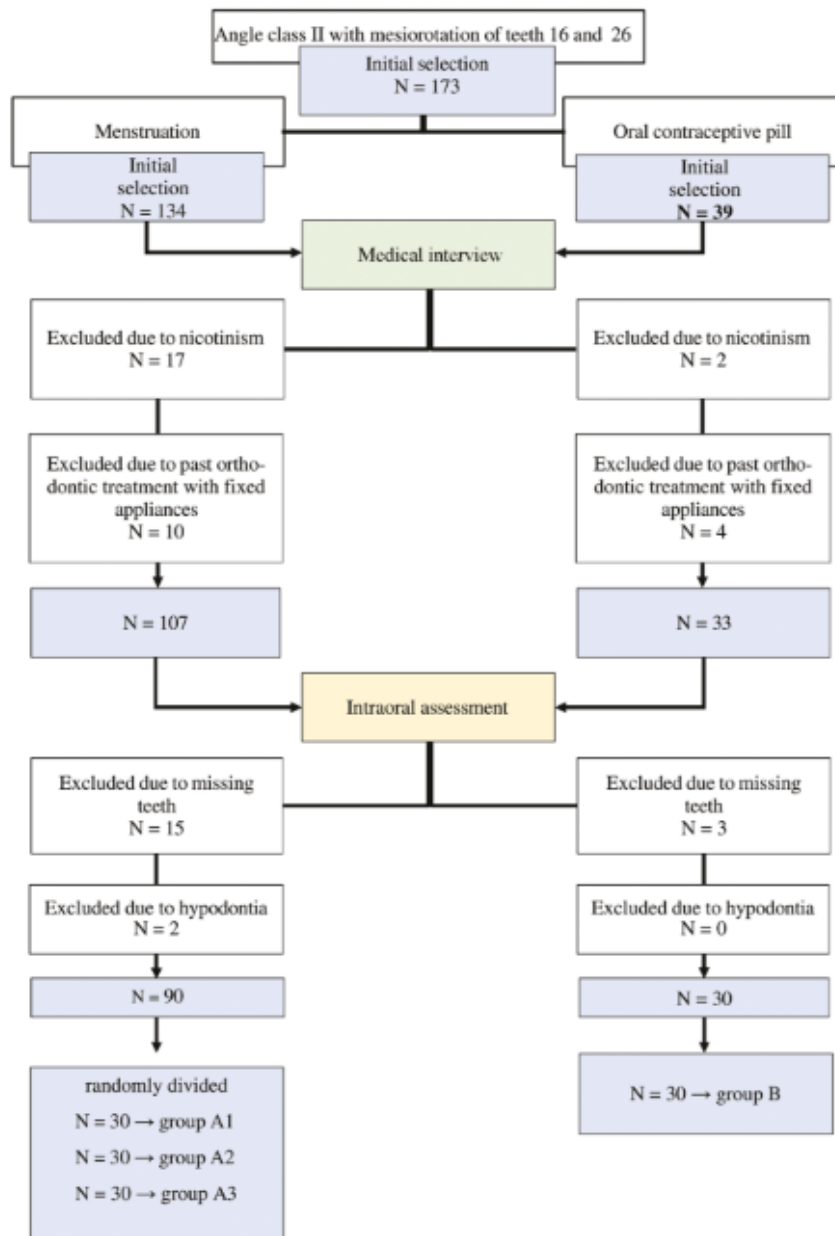 Angle class II with mesiorotation of teeth 16 and 26
Initial selection
N = 173
Menstruation
Initial
selection
N = 134
Oral contraceptive pill
Initial
selection
N = 39
Medical interview
Excluded due to nicotinism
N = 17
Excluded due to nicotinism
N = 2
Excluded due to past ortho-
dontic treatment with fixed
appliances
N = 10
Excluded due to past ortho-
dontic treatment with fixed
appliances
N = 4
N = 107
N = 33
Intraoral assessment
Excluded due to missing
teeth
N = 15
Excluded due to missing
teeth
N = 3
Excluded due to hypodontia
N = 2
Excluded due to hypodontia
N = 0
N = 90
N = 30
randomly divided
N = 30 → group A1
N = 30 → group A2
N = 30 → group A3
N = 30 → group B